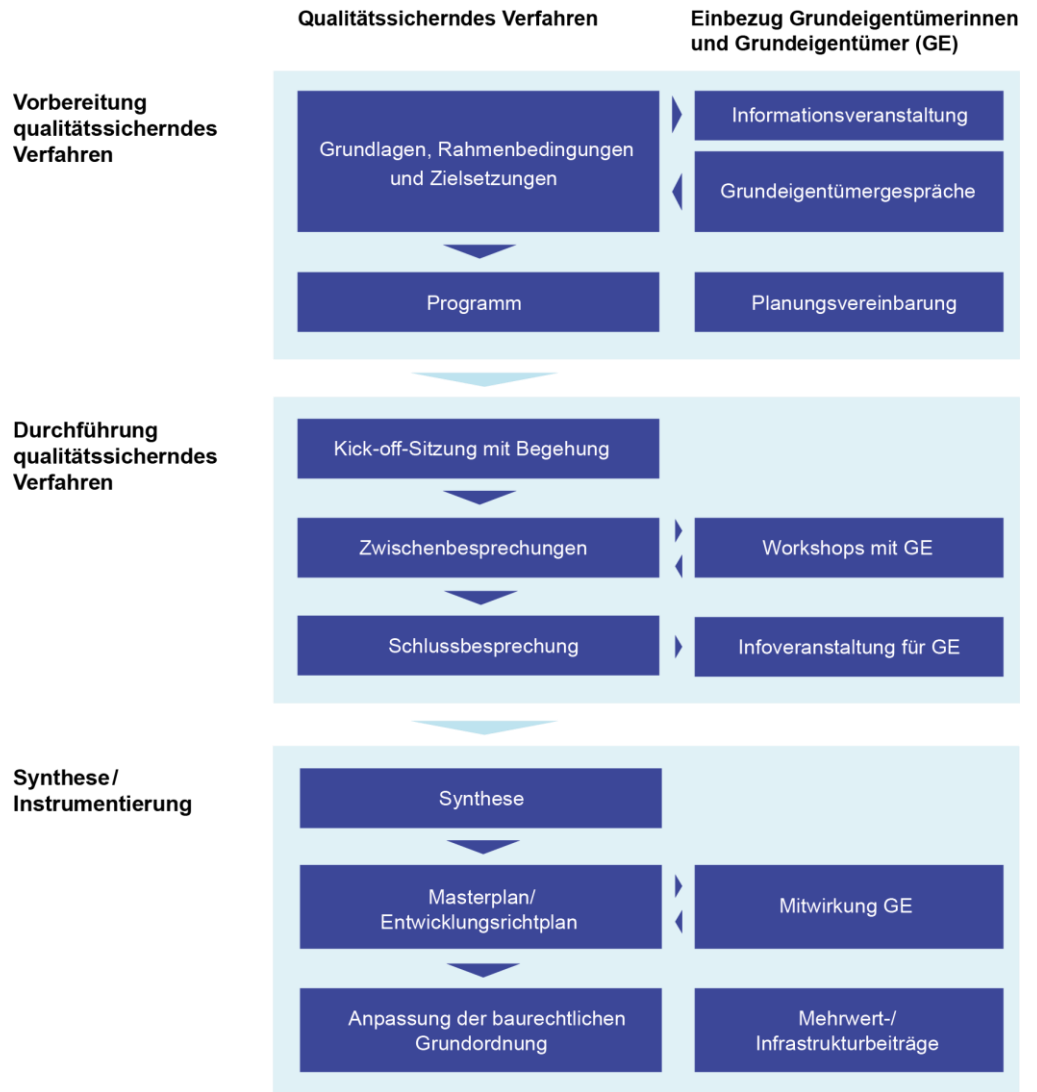 Qualitätssicherndes Verfahren
Einbezug Grundeigentümerinnen
und Grundeigentümer (GE)
Vorbereitung
qualitätssicherndes
Verfahren
Grundlagen, Rahmenbedingungen
und Zielsetzungen
Informationsveranstaltung
Grundeigentümergespräche
Programm
Planungsvereinbarung
Durchführung
qualitätssicherndes
Verfahren
Kick-off-Sitzung mit Begehung
Zwischenbesprechungen
Workshops mit GE
Schlussbesprechung
Infoveranstaltung für GE
Synthese/
Instrumentierung
Synthese
Masterplan/
Entwicklungsrichtplan
Mitwirkung GE
Anpassung der baurechtlichen
Grundordnung
Mehrwert-/
Infrastrukturbeiträge